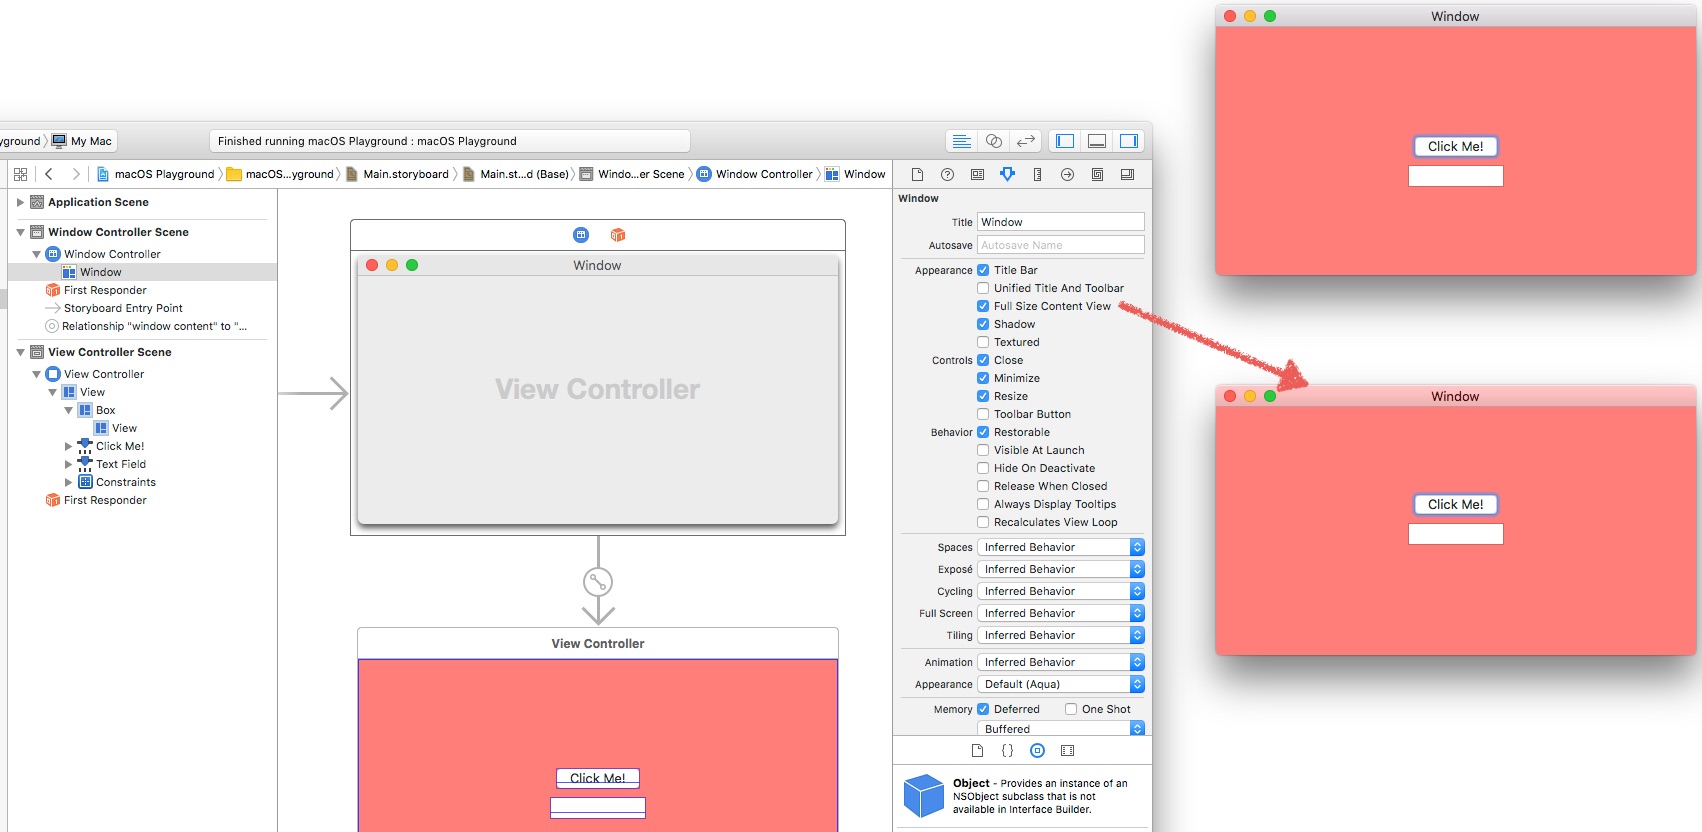 Window
Click Me!
yground
My Mac
Finished running macOS Playground : macOS Playground
macOS Playground
macOS...yground
Main.storyboard
Main.st...d (Base)
Windo...er Scene
Window Controller
Window
Application Scene
Window Controller Scene
Window Controller
Window
First Responder
Storyboard Entry Point
Relationship "window content" to "...
View Controller Scene
View Controller
View
Box
View
Click Me!
Text Field
Constraints
First Responder
Window
View Controller
View Controller
Click Me!
Window
Title Window
Autosave Autosave Name
Appearance Title Bar
Unified Title And Toolbar
Full Size Content View
Shadow
Textured
Controls Close
Minimize
Resize
Toolbar Button
Behavior Restorable
Visible At Launch
Hide On Deactivate
Release When Closed
Always Display Tooltips
Recalculates View Loop
Spaces Inferred Behavior
Exposé Inferred Behavior
Cycling Inferred Behavior
Full Screen Inferred Behavior
Tiling Inferred Behavior
Animation Inferred Behavior
Appearance Default (Aqua)
Memory Deferred One Shot
Buffered
{ }
Object - Provides an instance of an
NSObject subclass that is not
available in Interface Builder.
Window
Click Me!